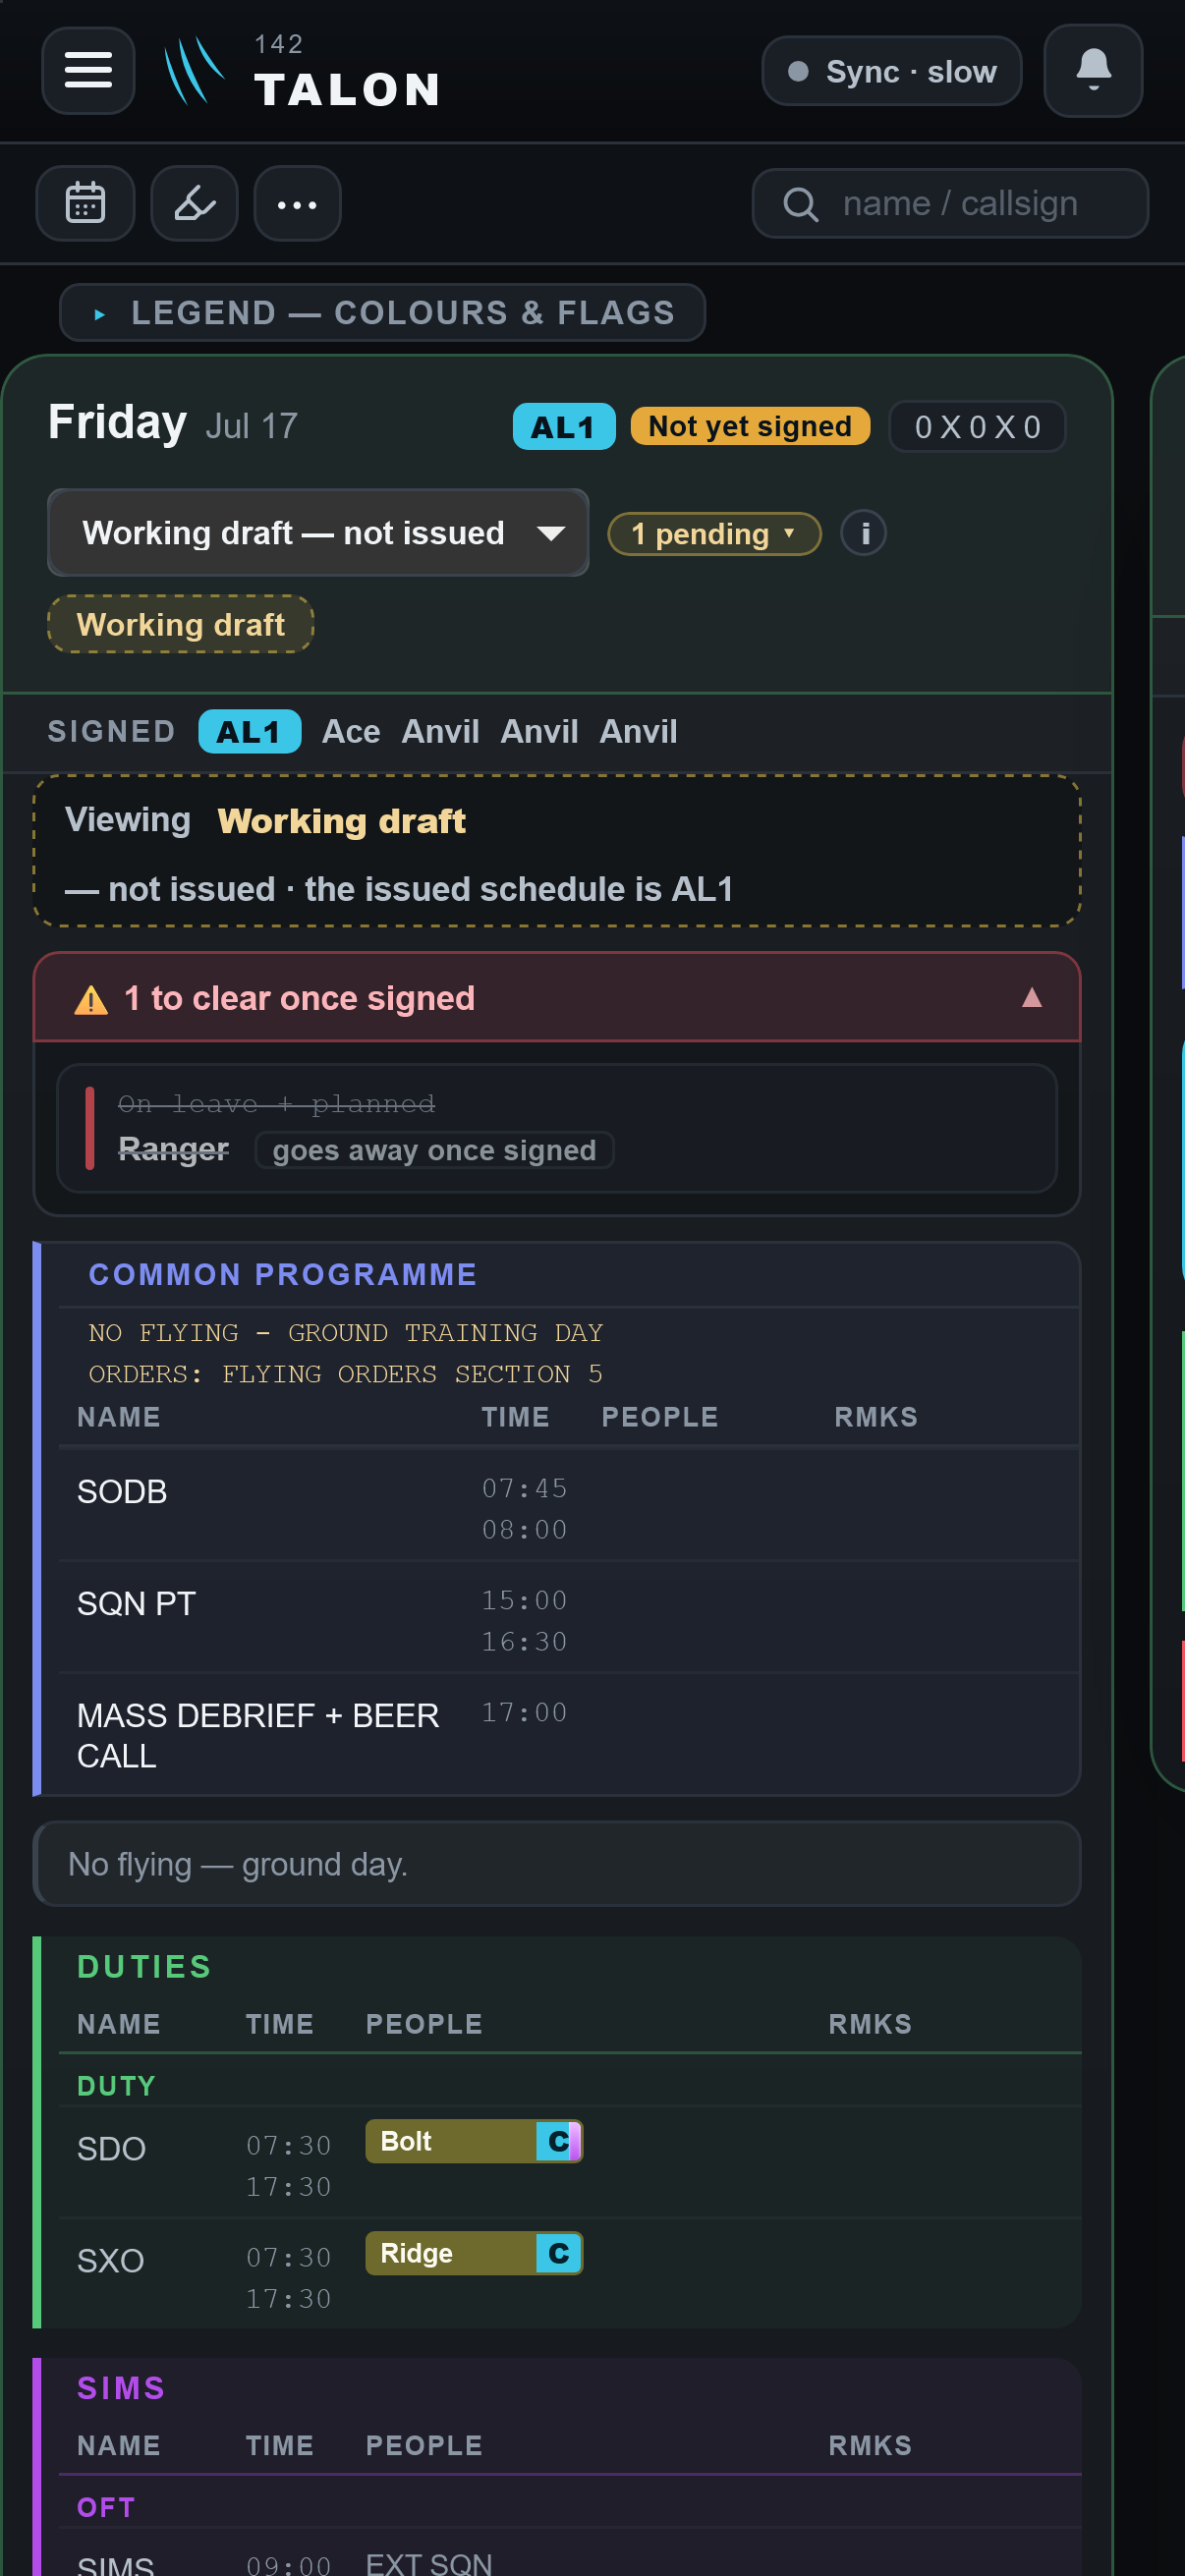 142
TALON
Sync · slow
name / callsign
LEGEND — COLOURS & FLAGS
Friday Jul 17 AL1 Not yet signed 0 X 0 X 0
Working draft — not issued 1 pending ▾ i
Working draft
SIGNED AL1 Ace Anvil Anvil Anvil
Viewing Working draft
— not issued · the issued schedule is AL1
1 to clear once signed
On leave + planned
Ranger goes away once signed
COMMON PROGRAMME
NO FLYING - GROUND TRAINING DAY
ORDERS: FLYING ORDERS SECTION 5
NAME TIME PEOPLE RMKS
SODB 07:45
08:00
SQN PT 15:00
16:30
MASS DEBRIEF + BEER 17:00
CALL
No flying — ground day.
DUTIES
NAME TIME PEOPLE RMKS
DUTY
SDO 07:30 Bolt C
17:30
SXO 07:30 Ridge C
17:30
SIMS
NAME TIME PEOPLE RMKS
OFT
SIMS 09:00 EXT SQN